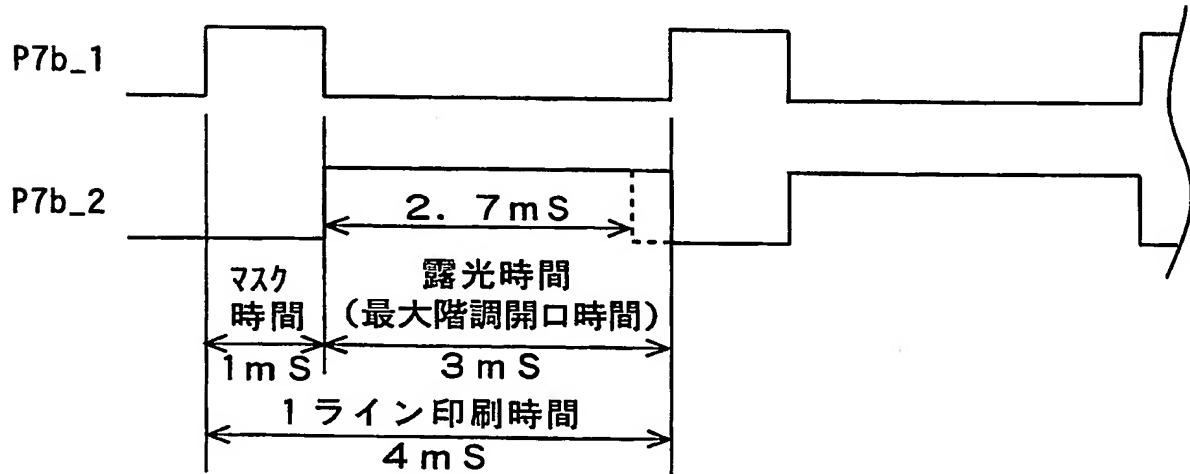 P7b_1
P7b_2
2.7mS
マスク
時間
露光時間
(最大階調開口時間)
1mS
3mS
1ライン印刷時間
4mS